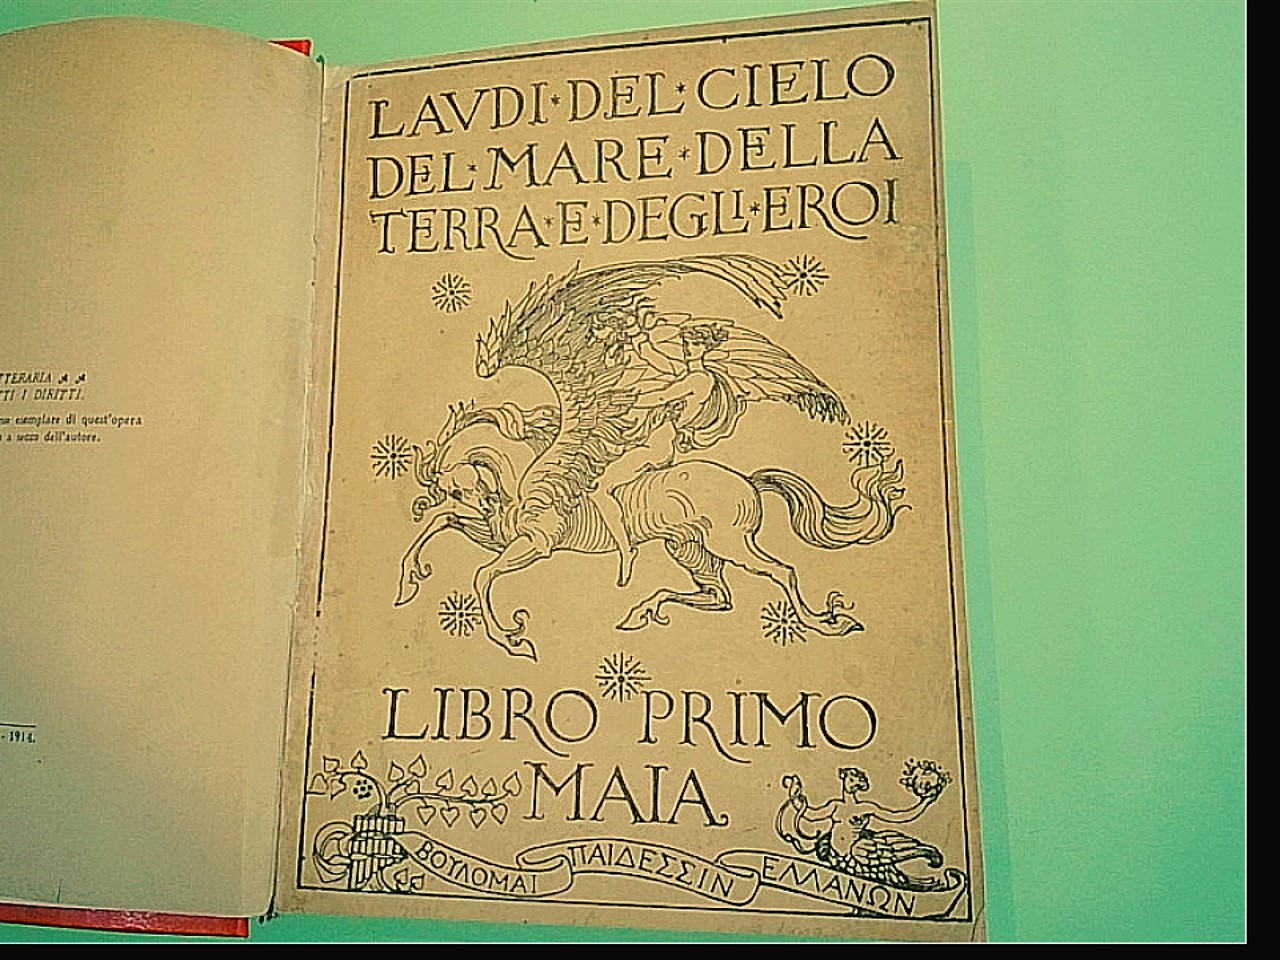 TTERARIA
TTI I DIRITTI.
esemplare di quest'opera
a secco dell'autore.
- 1914.
LAVDI·DEL·CIELO
DEL·MARE·DELLA
TERRA·E·DEGLI·EROI
LIBRO PRIMO
MAIA
ΒΟΥΛΟΜΑΙ ΠΑΙΔΕΣΣΙΝ ΕΛΛΑΝΩΝ